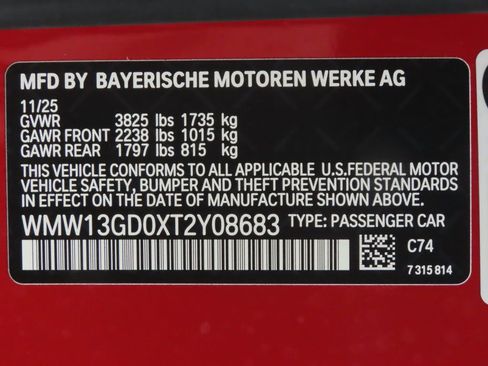 MFD BY BAYERISCHE MOTOREN WERKE AG
11/25
GVWR 3825 lbs 1735 kg
GAWR FRONT 2238 lbs 1015 kg
GAWR REAR 1797 lbs 815 kg
THIS VEHICLE CONFORMS TO ALL APPLICABLE U.S.FEDERAL MOTOR
VEHICLE SAFETY, BUMPER AND THEFT PREVENTION STANDARDS
IN EFFECT ON THE DATE OF MANUFACTURE SHOWN ABOVE.
WMW13GD0XT2Y08683 TYPE: PASSENGER CAR
C74
7 315 814